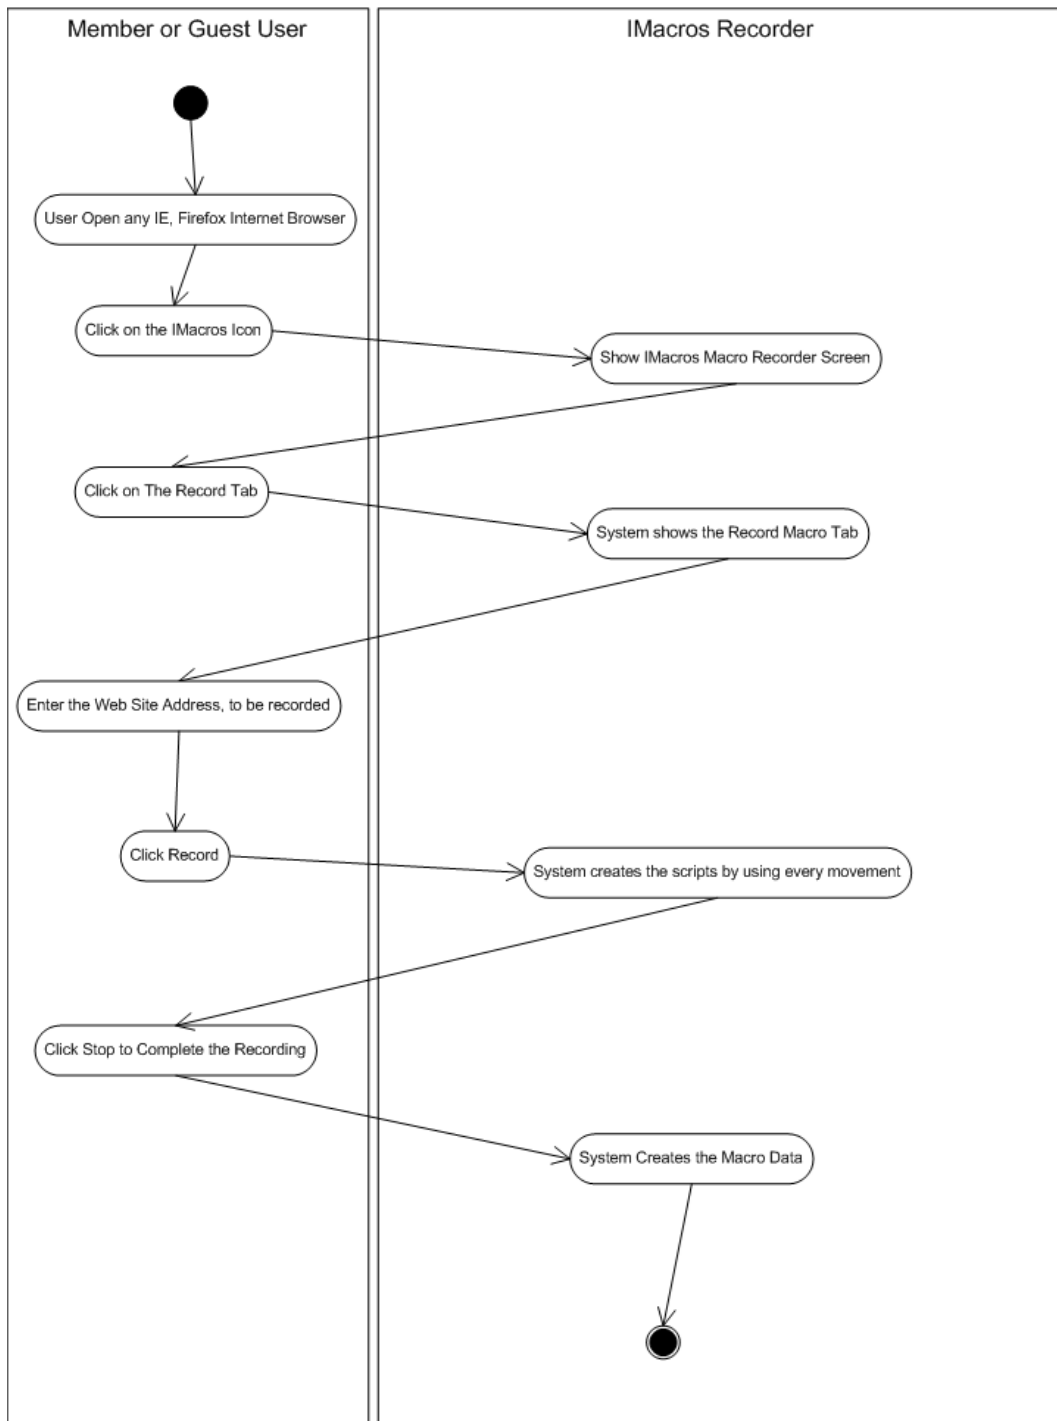 Member or Guest User
IMacros Recorder
User Open any IE, Firefox Internet Browser
Click on the IMacros Icon
Show IMacros Macro Recorder Screen
Click on The Record Tab
System shows the Record Macro Tab
Enter the Web Site Address, to be recorded
Click Record
System creates the scripts by using every movement
Click Stop to Complete the Recording
System Creates the Macro Data